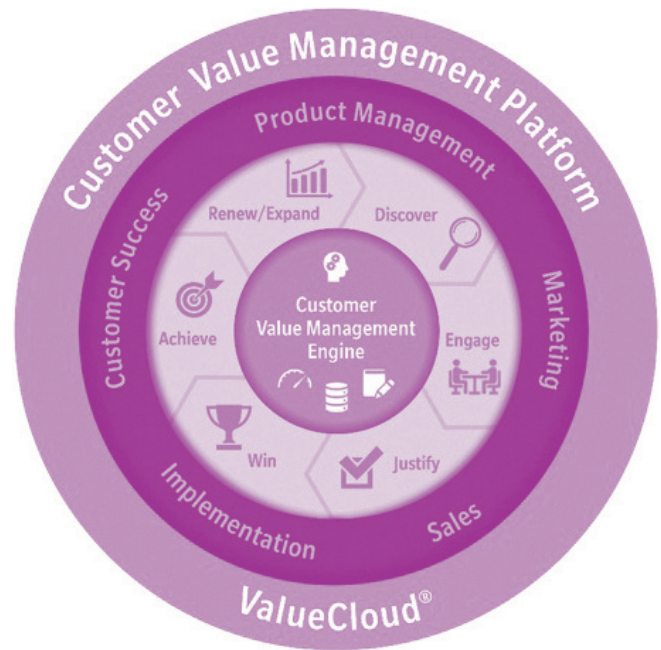 Customer Value Management Platform
Product Management
Marketing
Sales
Implementation
Customer Success
Renew/Expand
Discover
Engage
Justify
Win
Achieve
Customer
Value Management
Engine
ValueCloud®